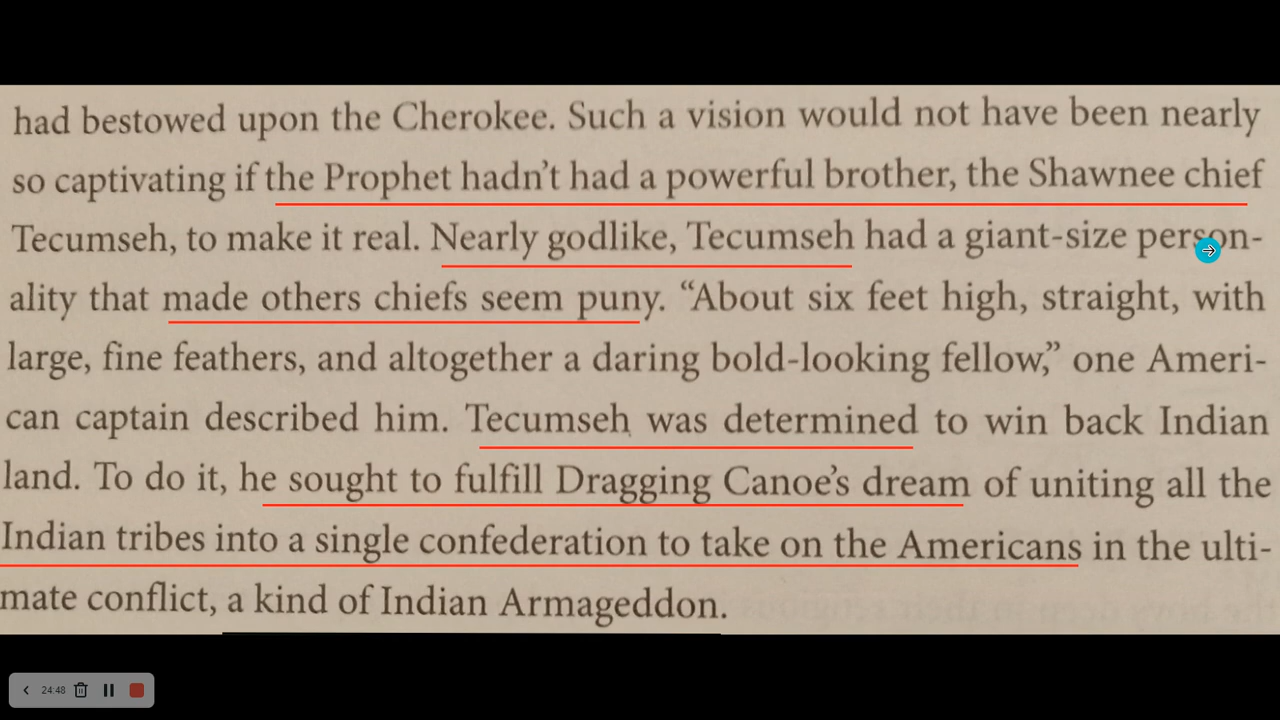 had bestowed upon the Cherokee. Such a vision would not have been nearly
so captivating if the Prophet hadn’t had a powerful brother, the Shawnee chief
Tecumseh, to make it real. Nearly godlike, Tecumseh had a giant-size person-
ality that made others chiefs seem puny. “About six feet high, straight, with
large, fine feathers, and altogether a daring bold-looking fellow,” one Ameri-
can captain described him. Tecumseh was determined to win back Indian
land. To do it, he sought to fulfill Dragging Canoe’s dream of uniting all the
Indian tribes into a single confederation to take on the Americans in the ulti-
mate conflict, a kind of Indian Armageddon.
24:48